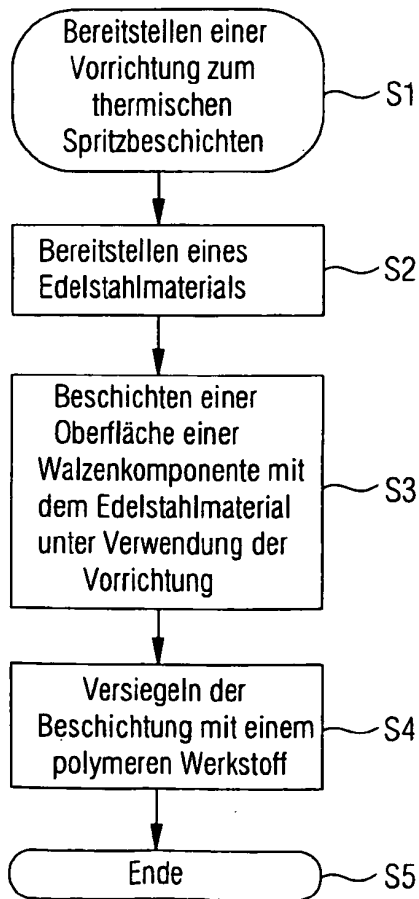 Bereitstellen einer
Vorrichtung zum
thermischen
Spritzbeschichten
S1
Bereitstellen eines
Edelstahlmaterials
S2
Beschichten einer
Oberfläche einer
Walzenkomponente mit
dem Edelstahlmaterial
unter Verwendung der
Vorrichtung
S3
Versiegeln der
Beschichtung mit einem
polymeren Werkstoff
S4
Ende
S5